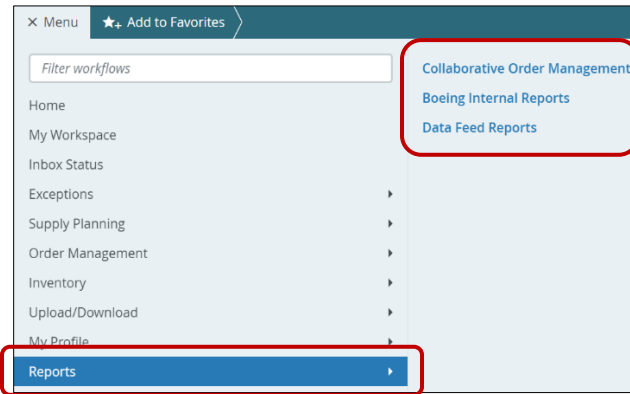 × Menu
Add to Favorites
Filter workflows
Home
My Workspace
Inbox Status
Exceptions
Supply Planning
Order Management
Inventory
Upload/Download
My Profile
Reports
Collaborative Order Management
Boeing Internal Reports
Data Feed Reports